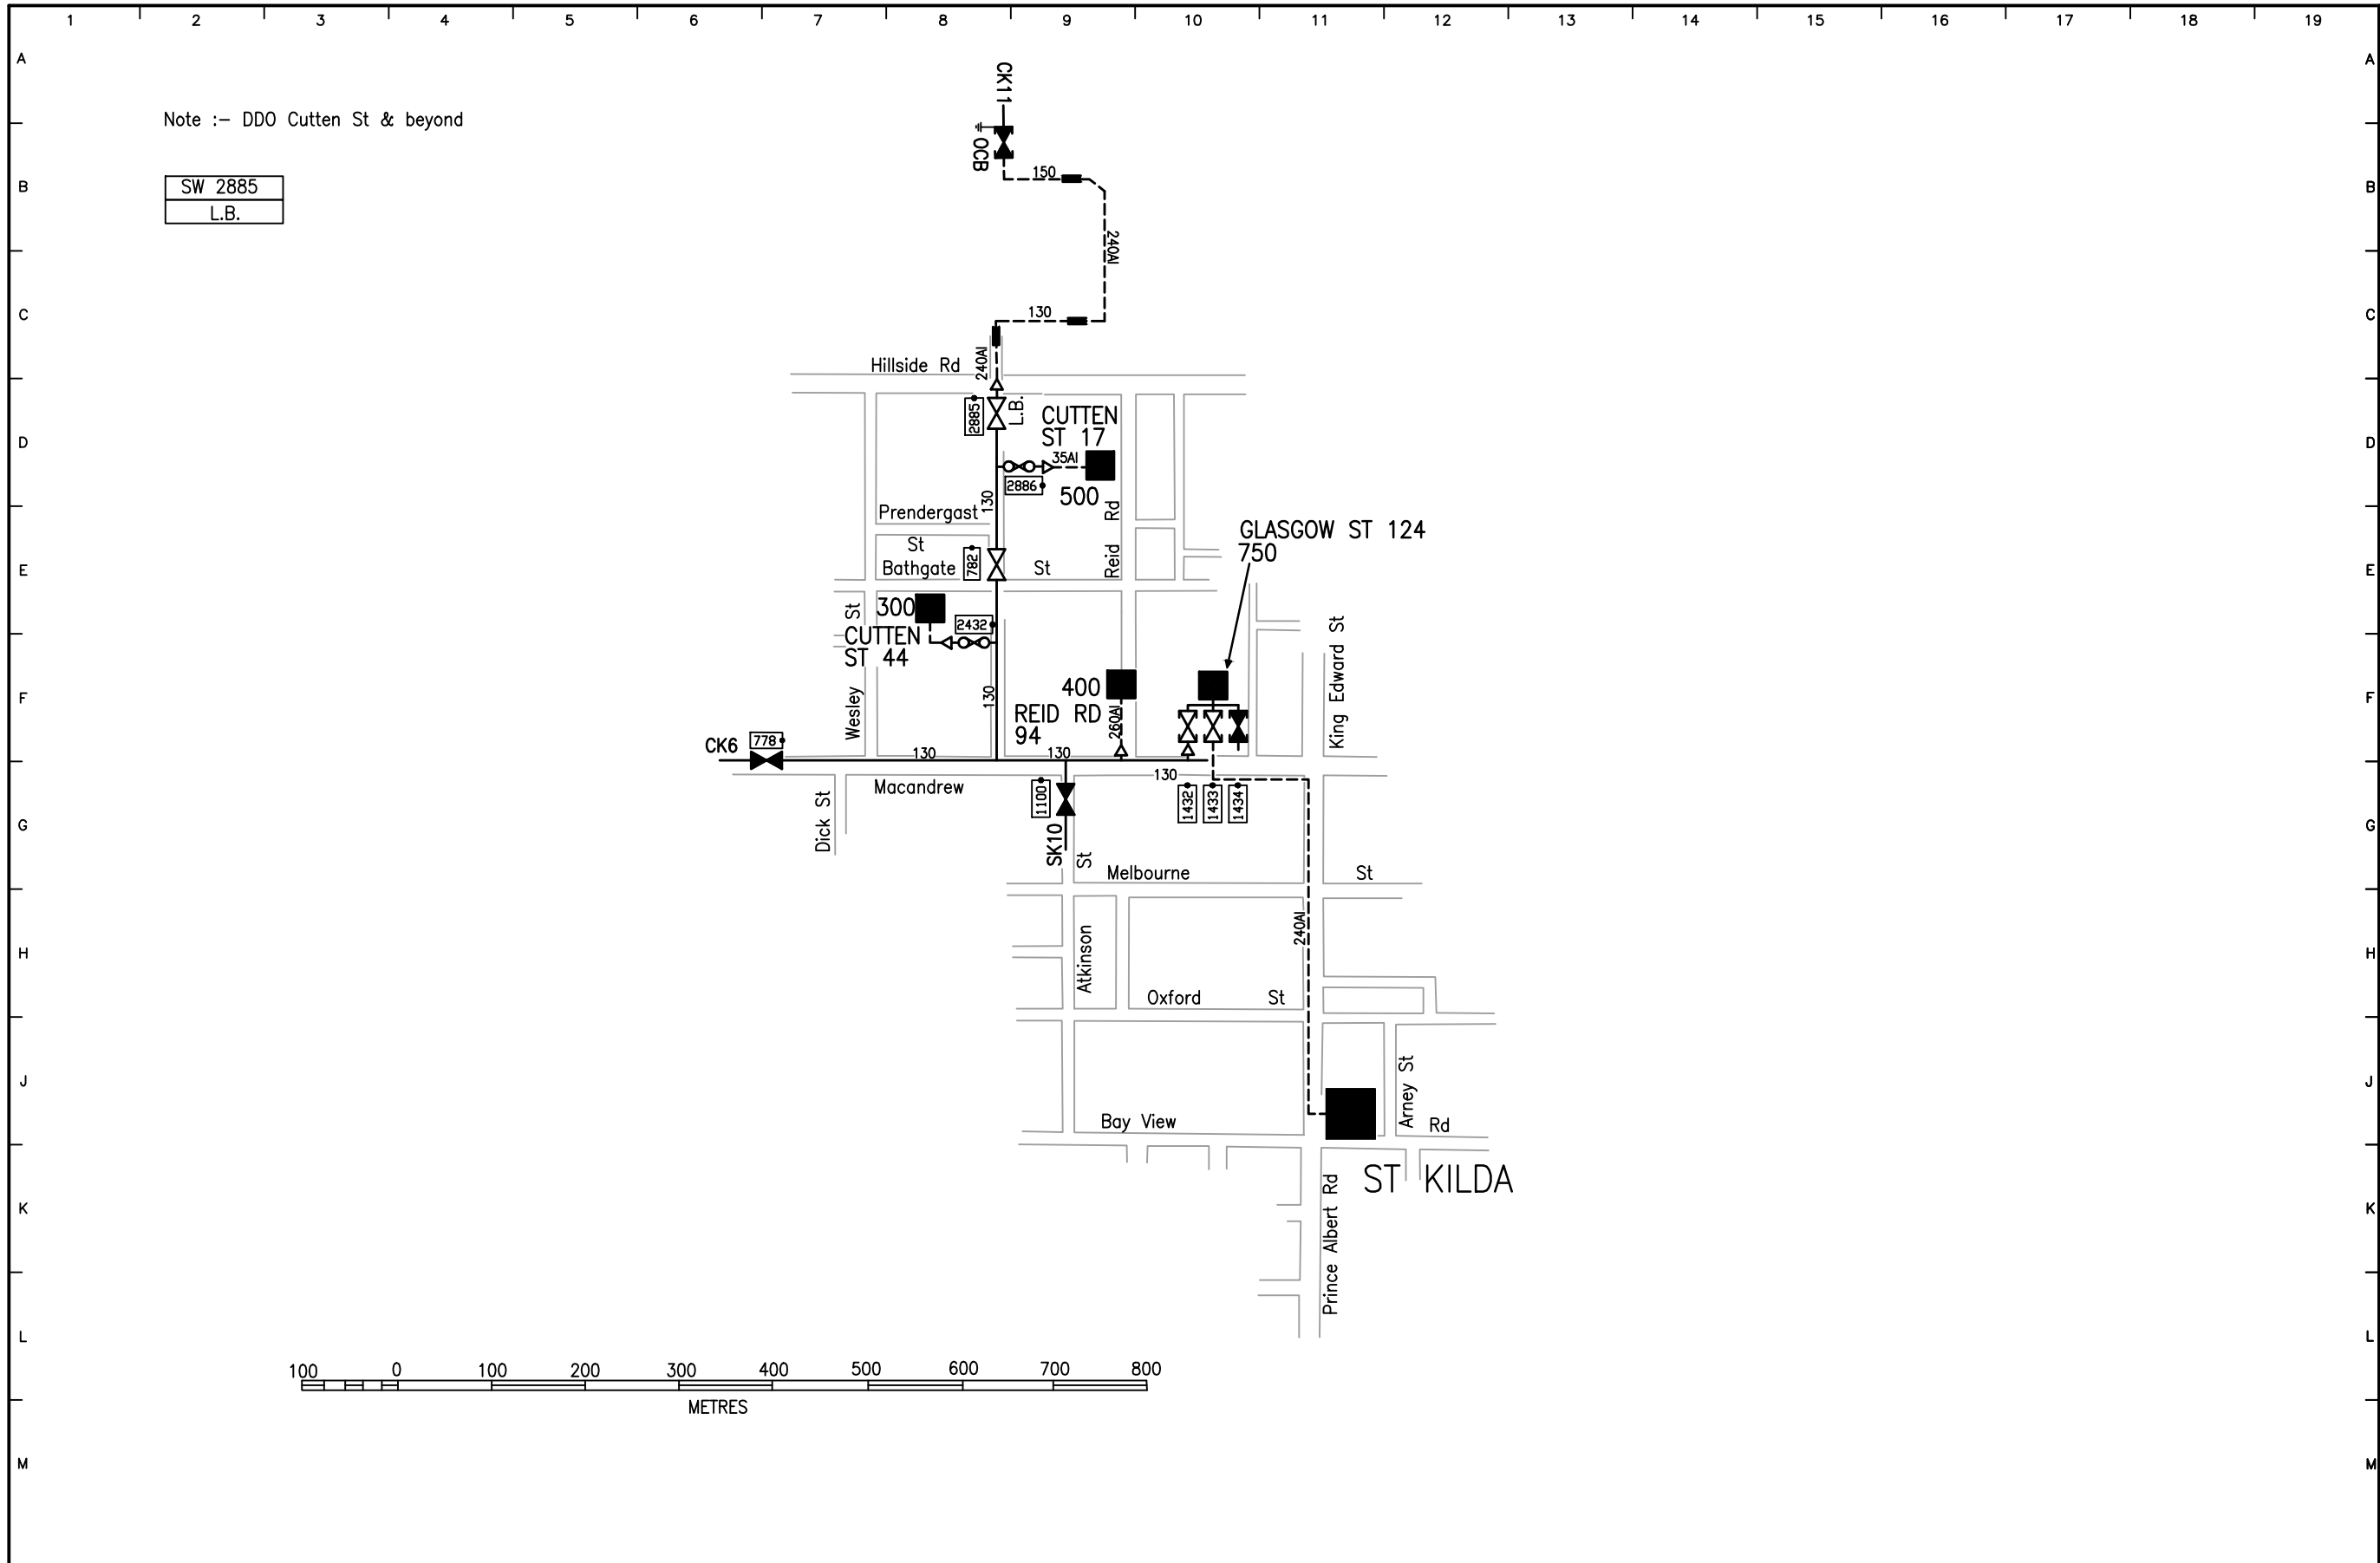 1 2 3 4 5 6 7 8 9 10 11 12 13 14 15 16 17 18 19
A A
CK11
Note :- DDO Cutten St & beyond
OCB
150
B B
SW 2885
L.B.
240Al
130
C C
240Al
Hillside Rd
2885
L.B.
CUTTEN
ST 17
D D
35Al
2886
500
130
Rd
Prendergast
GLASGOW ST 124
750
St
782
Reid
Bathgate St
E E
St
300
2432
CUTTEN
ST 44
King Edward St
F F
Wesley
130
400
REID RD
94
260Al
CK6
778
130 130
130
Macandrew
1100
1432
1433
1434
Dick St
G G
SK10
St
Melbourne St
240Al
H H
Atkinson
Oxford St
J J
Arney St
Bay View Rd
ST KILDA
K K
Prince Albert Rd
L L
100 0 100 200 300 400 500 600 700 800
METRES
M M